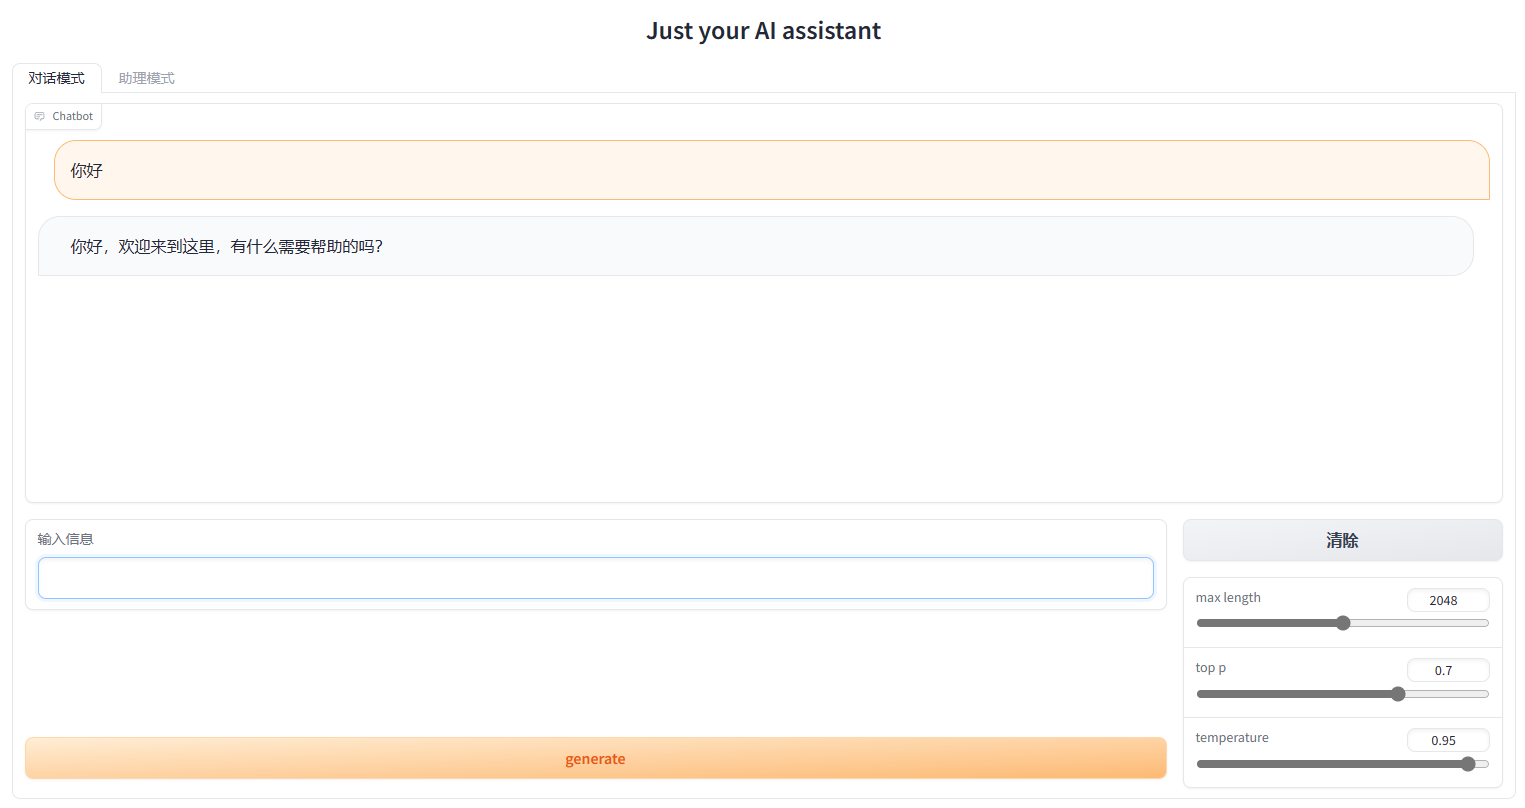 Just your AI assistant
对话模式 助理模式
Chatbot
你好
你好，欢迎来到这里，有什么需要帮助的吗？
输入信息
generate
清除
max length 2048
top p 0.7
temperature 0.95